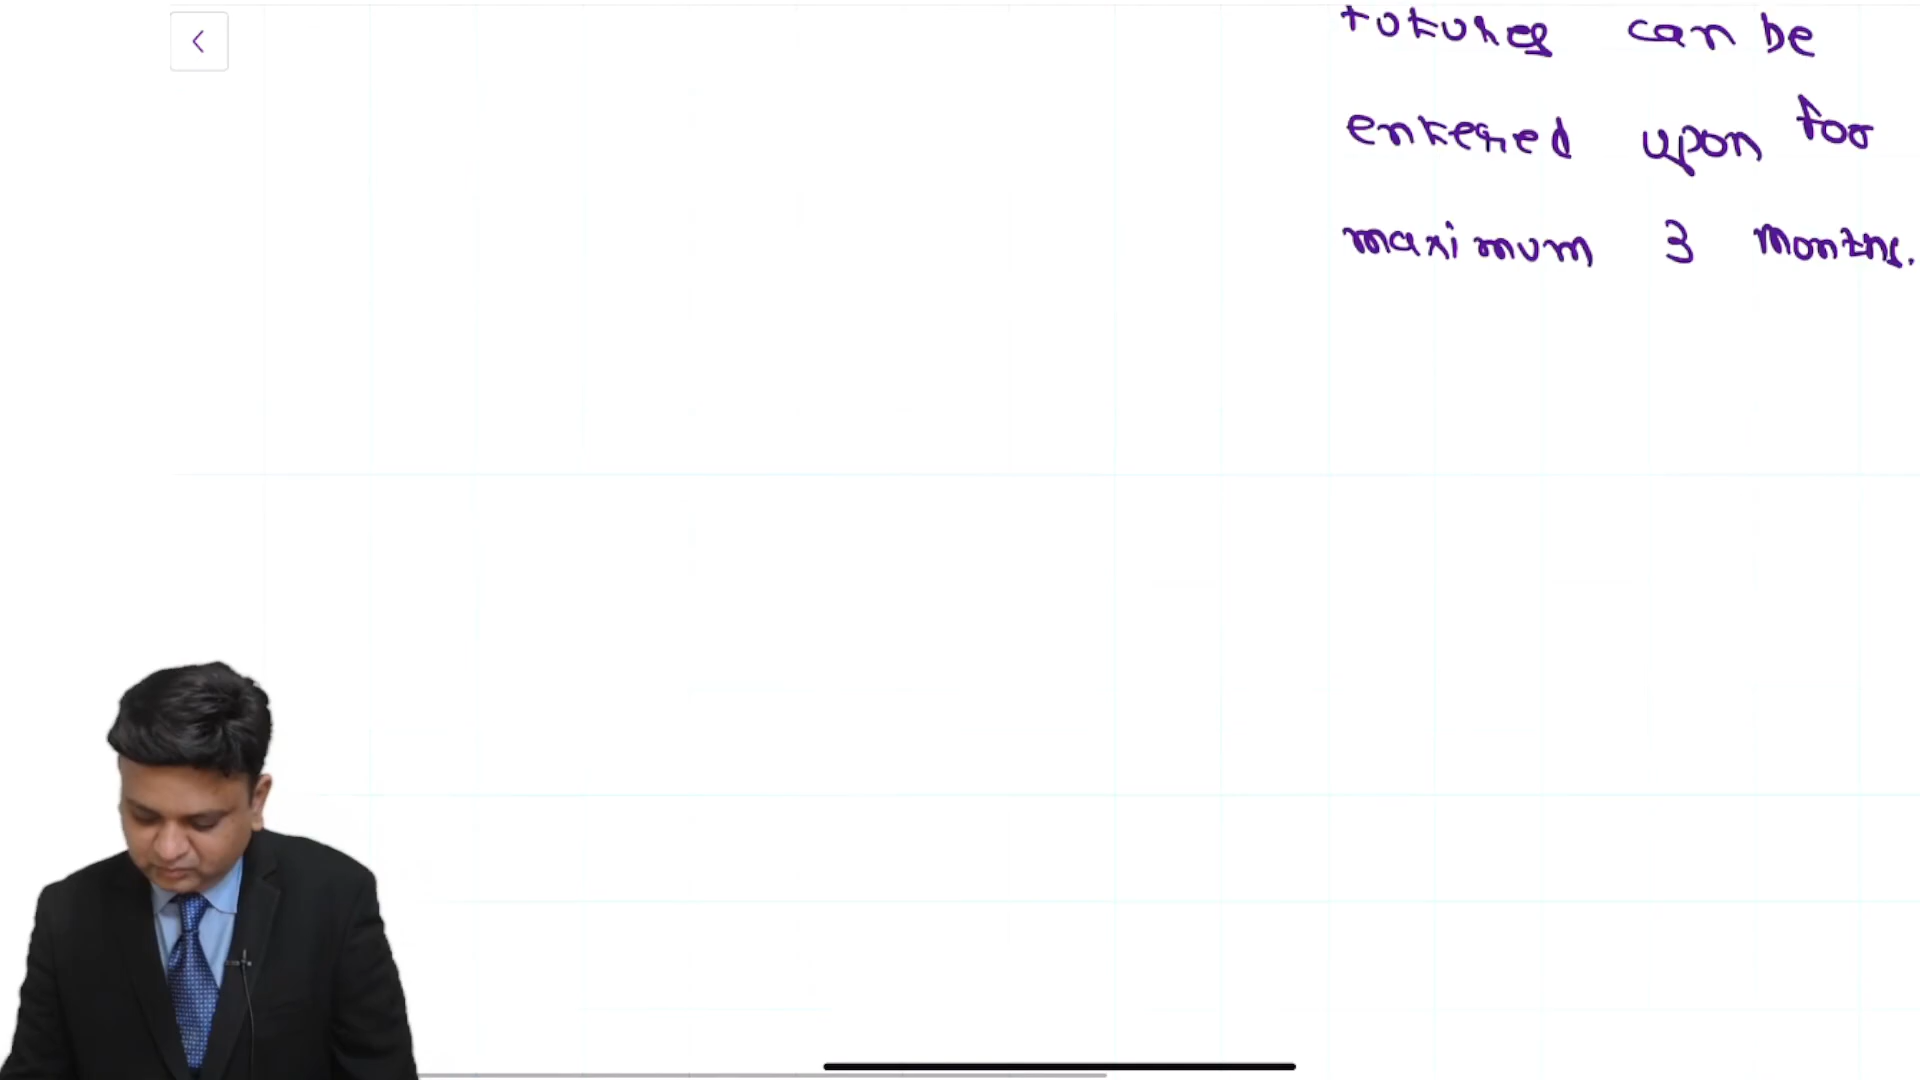 futures can be
entered upon for
maximum 3 months.